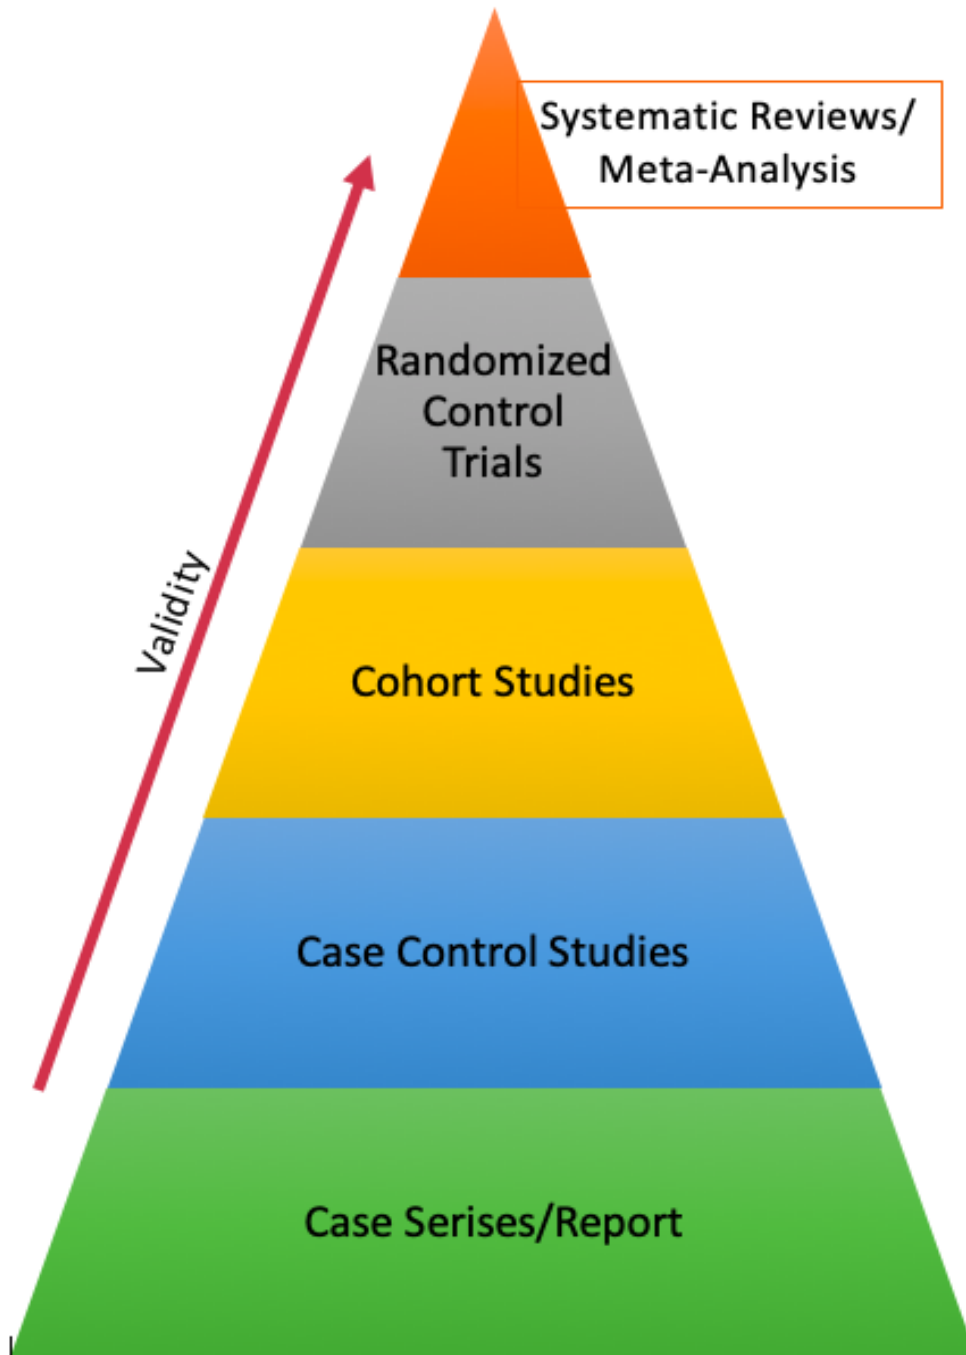 Systematic Reviews/
Meta-Analysis
Randomized
Control
Trials
Validity
Cohort Studies
Case Control Studies
Case Serises/Report